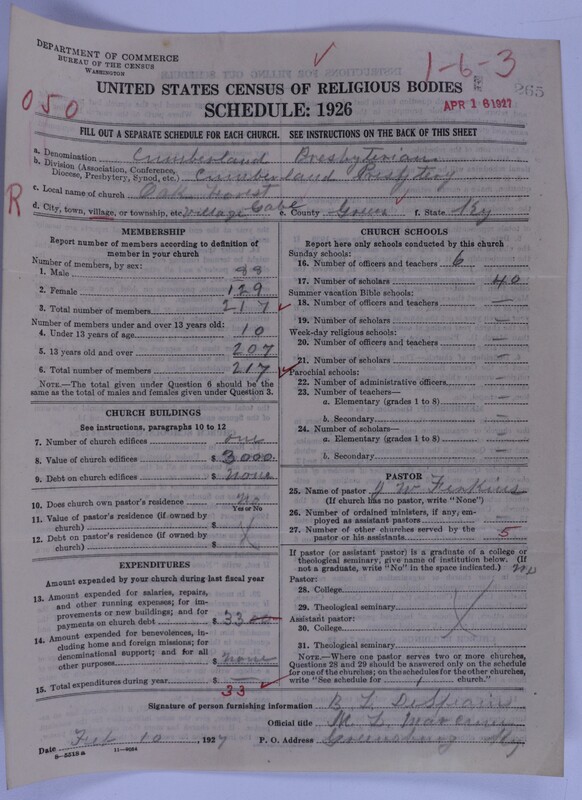 DEPARTMENT OF COMMERCE
BUREAU OF THE CENSUS
WASHINGTON
1-6-3
265
UNITED STATES CENSUS OF RELIGIOUS BODIES
APR 18 1927
050
SCHEDULE: 1926
FILL OUT A SEPARATE SCHEDULE FOR EACH CHURCH. SEE INSTRUCTIONS ON THE BACK OF THIS SHEET
a. Denomination Cumberland Presbyterian
b. Division (Association, Conference, Diocese, Presbytery, Synod, etc.) Cumberland Presbytery
R
c. Local name of church Oak Forest
d. City, town, village, or township, etc. village Gabe e. County Green f. State Ky
MEMBERSHIP
Report number of members according to definition of member in your church
Number of members, by sex:
1. Male 88
2. Female 129
3. Total number of members 217
Number of members under and over 13 years old:
4. Under 13 years of age 10
5. 13 years old and over 207
6. Total number of members 217
NOTE.—The total given under Question 6 should be the same as the total of males and females given under Question 3.
CHURCH BUILDINGS
See instructions, paragraphs 10 to 12
7. Number of church edifices one
8. Value of church edifices $ 3000
9. Debt on church edifices $ None
10. Does church own pastor's residence No
Yes or No
11. Value of pastor's residence (if owned by church) $
12. Debt on pastor's residence (if owned by church) $
EXPENDITURES
Amount expended by your church during last fiscal year
13. Amount expended for salaries, repairs, and other running expenses; for improvements or new buildings; and for payments on church debt $ 33
14. Amount expended for benevolences, including home and foreign missions; for denominational support; and for all other purposes $ None
15. Total expenditures during year $ —
33
CHURCH SCHOOLS
Report here only schools conducted by this church
Sunday schools:
16. Number of officers and teachers 6
17. Number of scholars 40
Summer vacation Bible schools:
18. Number of officers and teachers —
19. Number of scholars —
Week-day religious schools:
20. Number of officers and teachers —
21. Number of scholars —
Parochial schools:
22. Number of administrative officers —
23. Number of teachers—
a. Elementary (grades 1 to 8) —
b. Secondary —
24. Number of scholars—
a. Elementary (grades 1 to 8) —
b. Secondary —
PASTOR
25. Name of pastor J W Jenkins
(If church has no pastor, write "None")
26. Number of ordained ministers, if any, employed as assistant pastors —
27. Number of other churches served by the pastor or his assistants 5
If pastor (or assistant pastor) is a graduate of a college or theological seminary, give name of institution below. (If not a graduate, write "No" in the space indicated.) No
Pastor:
28. College
29. Theological seminary
Assistant pastor:
30. College
31. Theological seminary
NOTE.—Where one pastor serves two or more churches, Questions 28 and 29 should be answered only on the schedule for one of the churches; on the schedules for the other churches, write "See schedule for church."
Signature of person furnishing information B L DeSpain
Official title
P. O. Address Greensburg Ky
Date Feb 10, 1927
8-5318a 11-9024